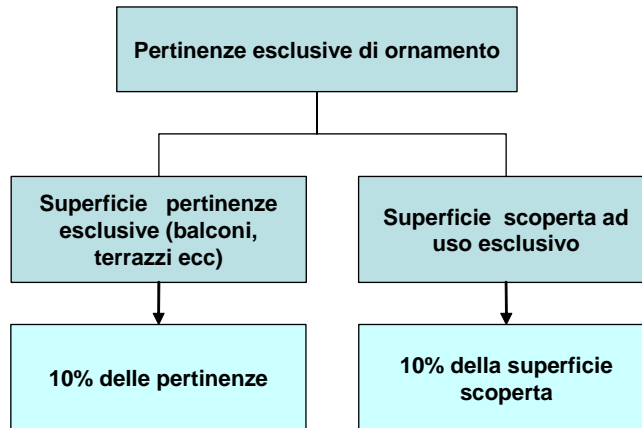 Pertinenze esclusive di ornamento
Superficie pertinenze
esclusive (balconi,
terrazzi ecc)
Superficie scoperta ad
uso esclusivo
10% delle pertinenze
10% della superficie
scoperta